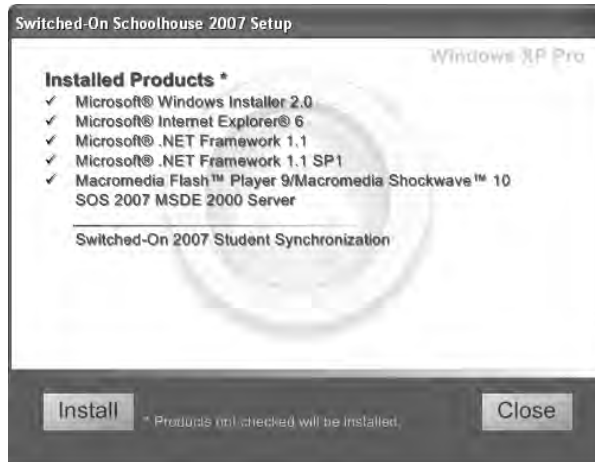 Switched-On Schoolhouse 2007 Setup
Windows XP Pro
Installed Products *
✓ Microsoft® Windows Installer 2.0
✓ Microsoft® Internet Explorer® 6
✓ Microsoft® .NET Framework 1.1
✓ Microsoft® .NET Framework 1.1 SP1
✓ Macromedia Flash™ Player 9/Macromedia Shockwave™ 10
SOS 2007 MSDE 2000 Server
Switched-On 2007 Student Synchronization
Install
* Products not checked will be installed.
Close